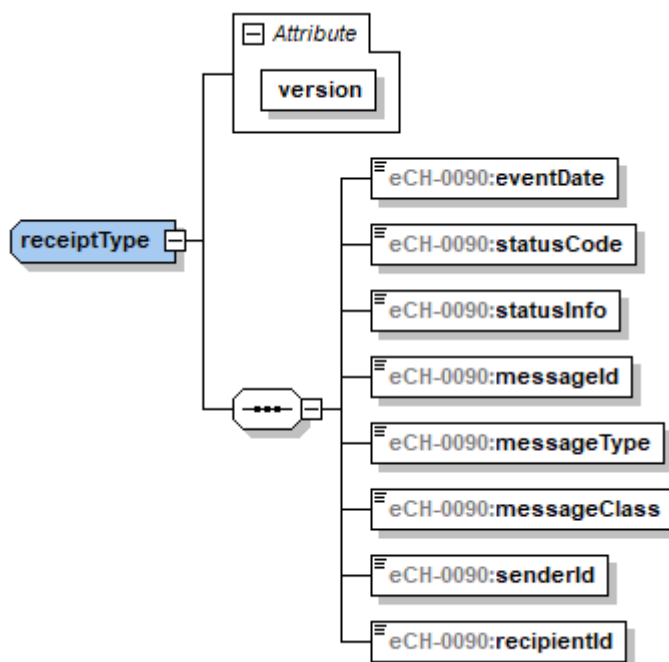 Attribute
version
receiptType
eCH-0090:eventDate
eCH-0090:statusCode
eCH-0090:statusInfo
eCH-0090:messageId
eCH-0090:messageType
eCH-0090:messageClass
eCH-0090:senderId
eCH-0090:recipientId